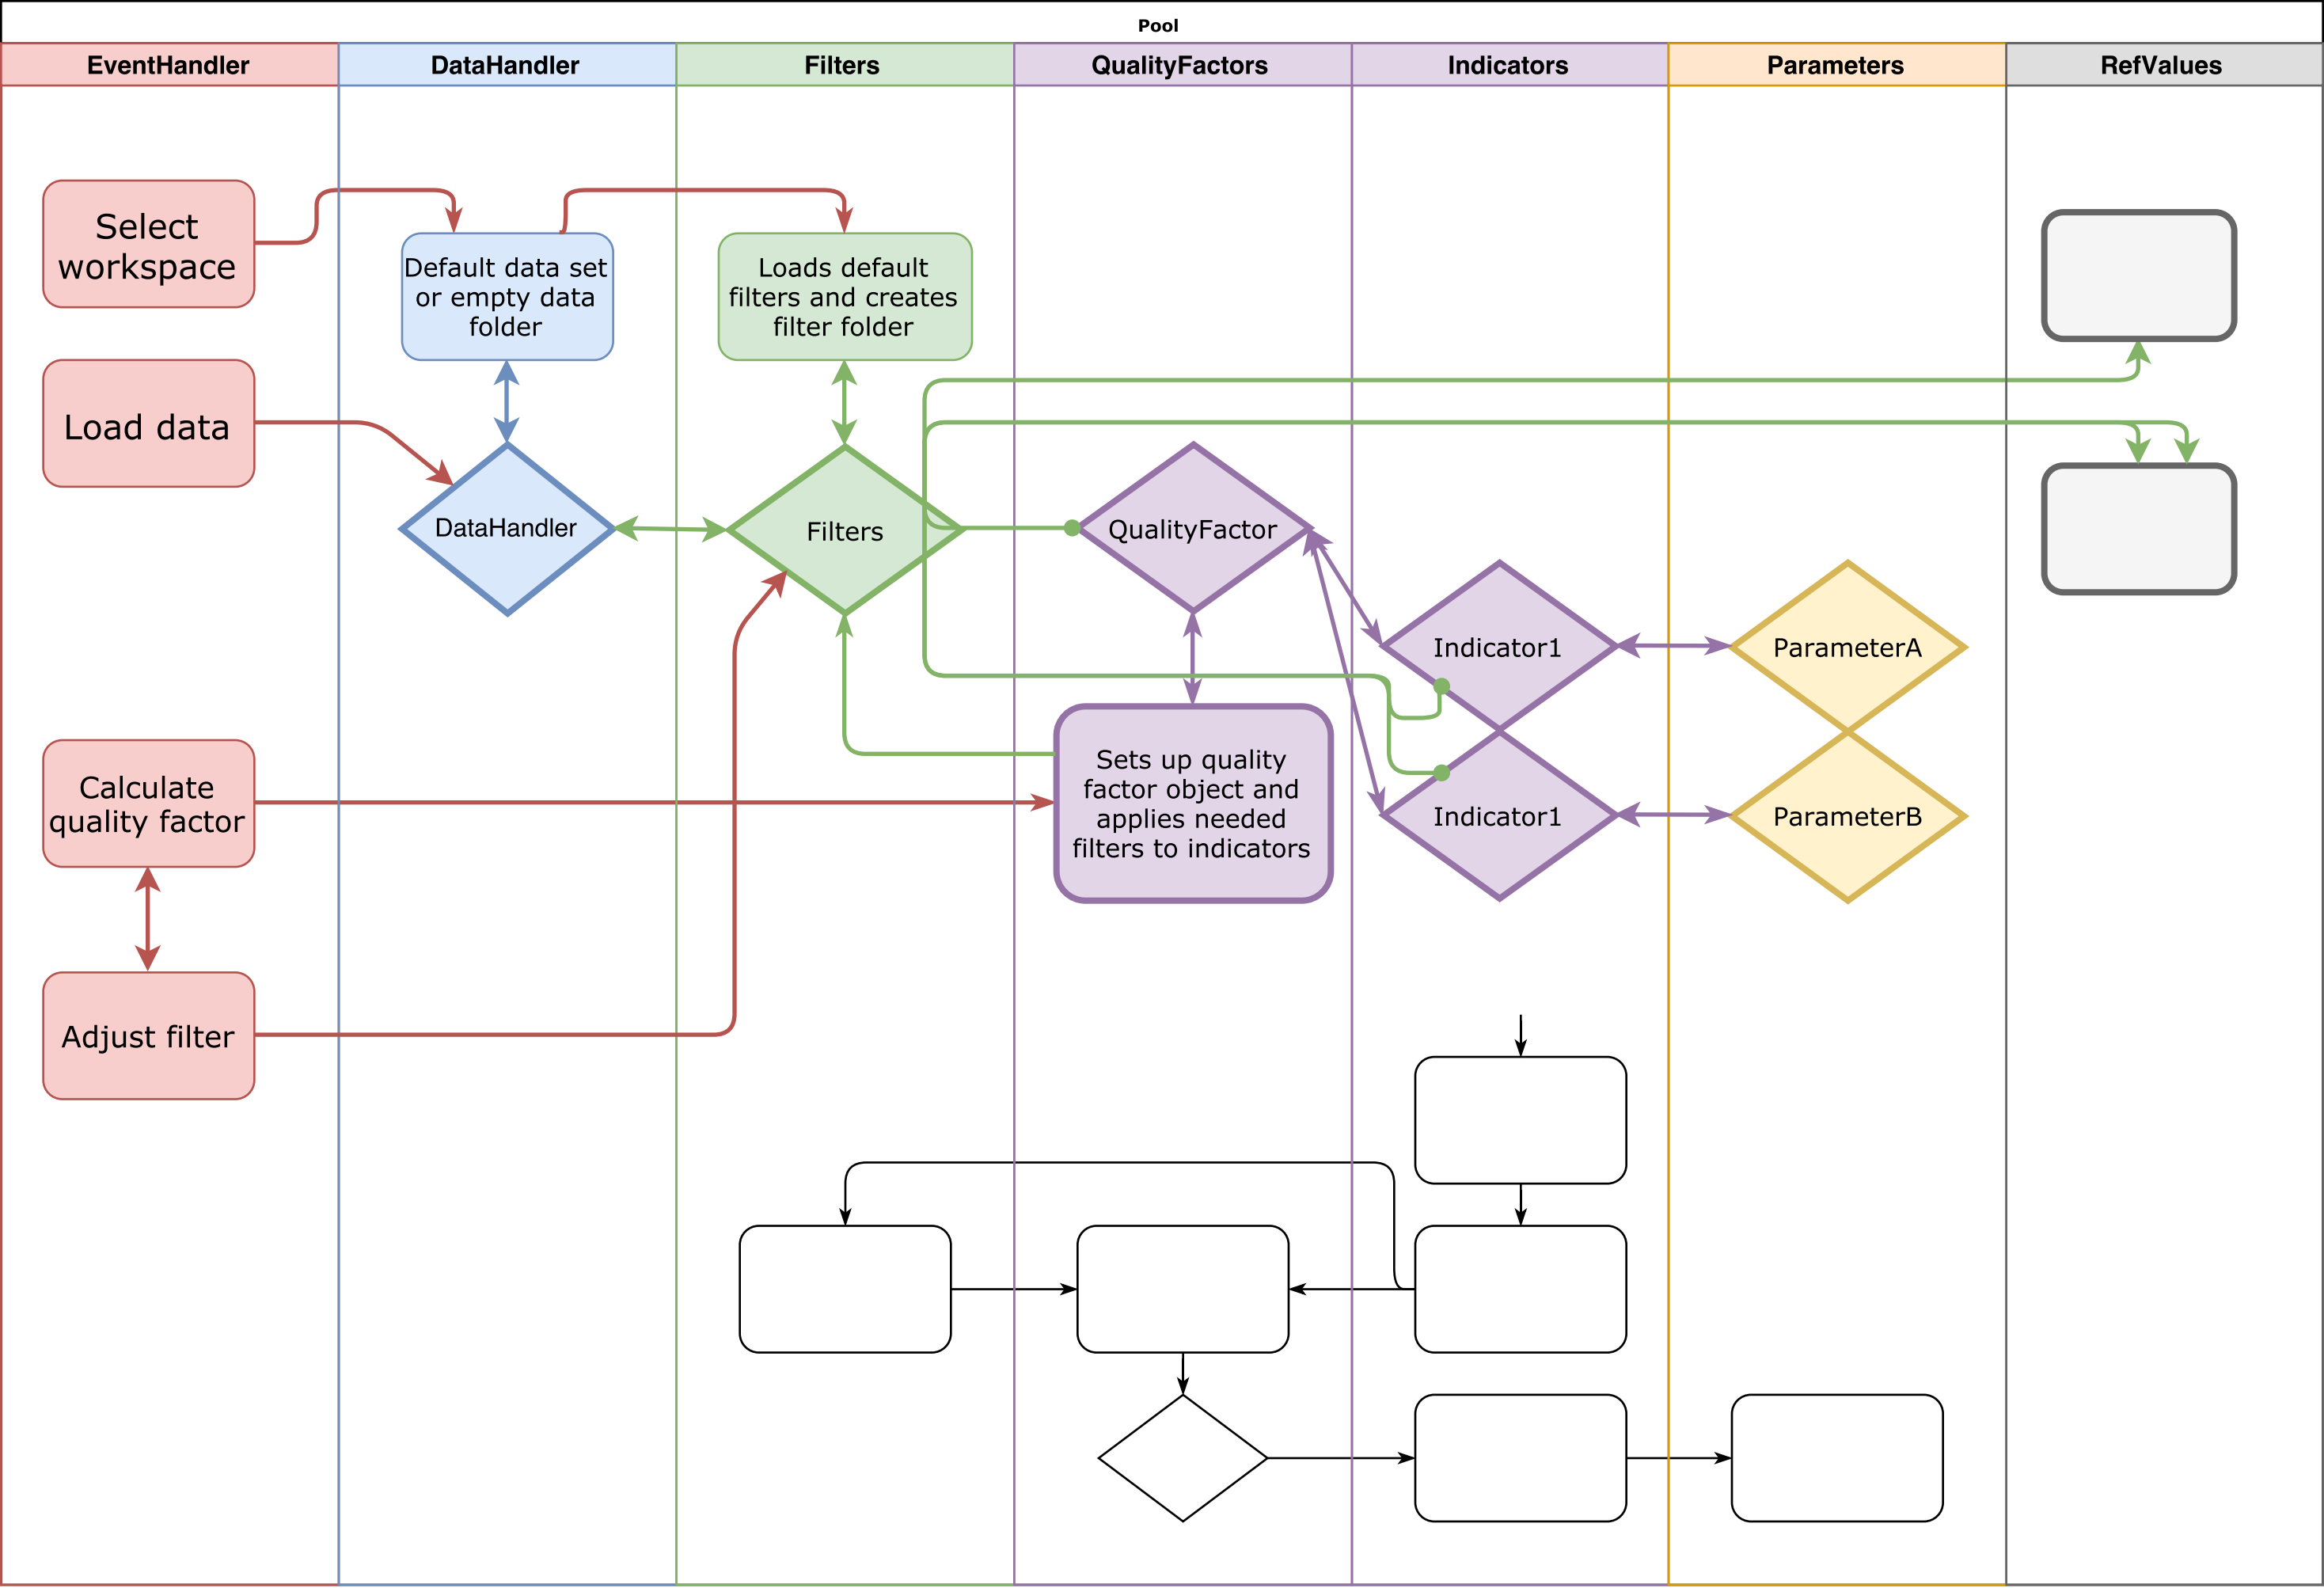 Pool
EventHandler
DataHandler
Filters
QualityFactors
Indicators
Parameters
RefValues
Select
workspace
Default data set
or empty data
folder
Loads default
filters and creates
filter folder
Load data
DataHandler
Filters
QualityFactor
Indicator1
ParameterA
Calculate
quality factor
Sets up quality
factor object and
applies needed
filters to indicators
Indicator1
ParameterB
Adjust filter